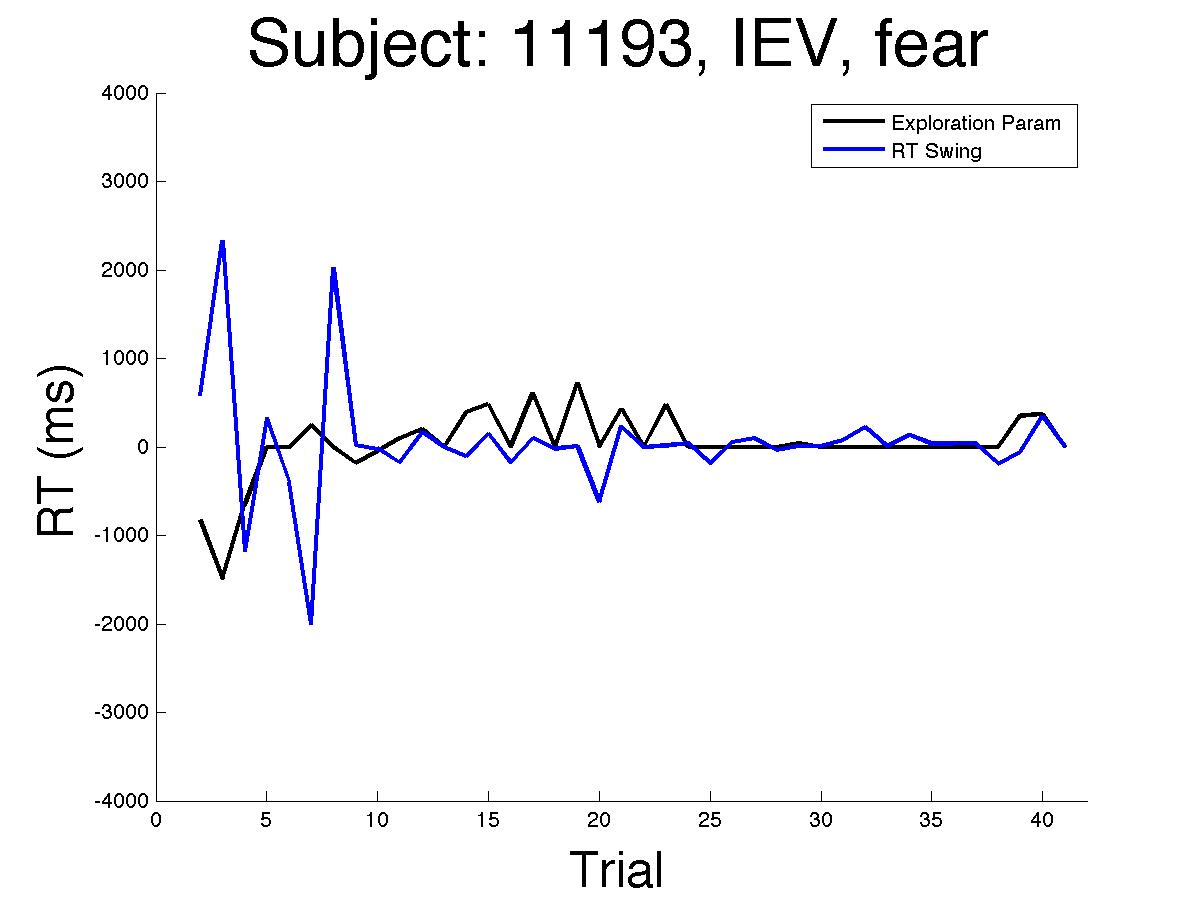 Subject: 11193, IEV, fear
Exploration Param
RT Swing
4000
3000
2000
1000
0
-1000
-2000
-3000
-4000
RT (ms)
0 5 10 15 20 25 30 35 40
Trial